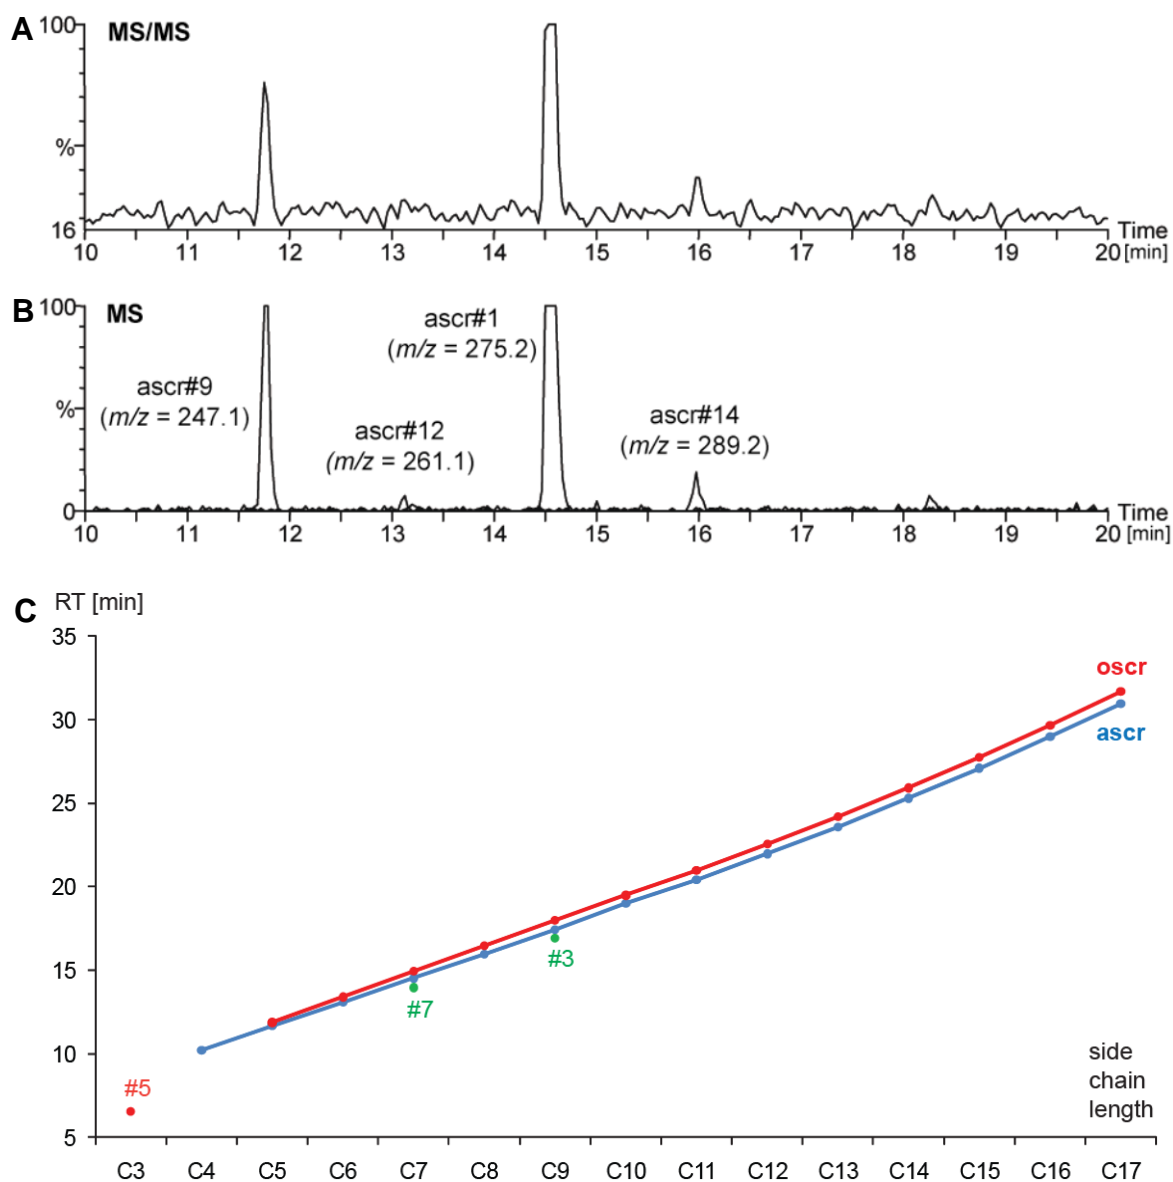 A
100
MS/MS
%
16
10 11 12 13 14 15 16 17 18 19 20
Time
[min]
B
100
MS
ascr#1
(m/z = 275.2)
ascr#9
(m/z = 247.1)
ascr#12
(m/z = 261.1)
ascr#14
(m/z = 289.2)
%
0
10 11 12 13 14 15 16 17 18 19 20
Time
[min]
C
RT [min]
35
30
25
20
15
10
5
oscr
ascr
#3
#7
#5
side
chain
length
C3 C4 C5 C6 C7 C8 C9 C10 C11 C12 C13 C14 C15 C16 C17